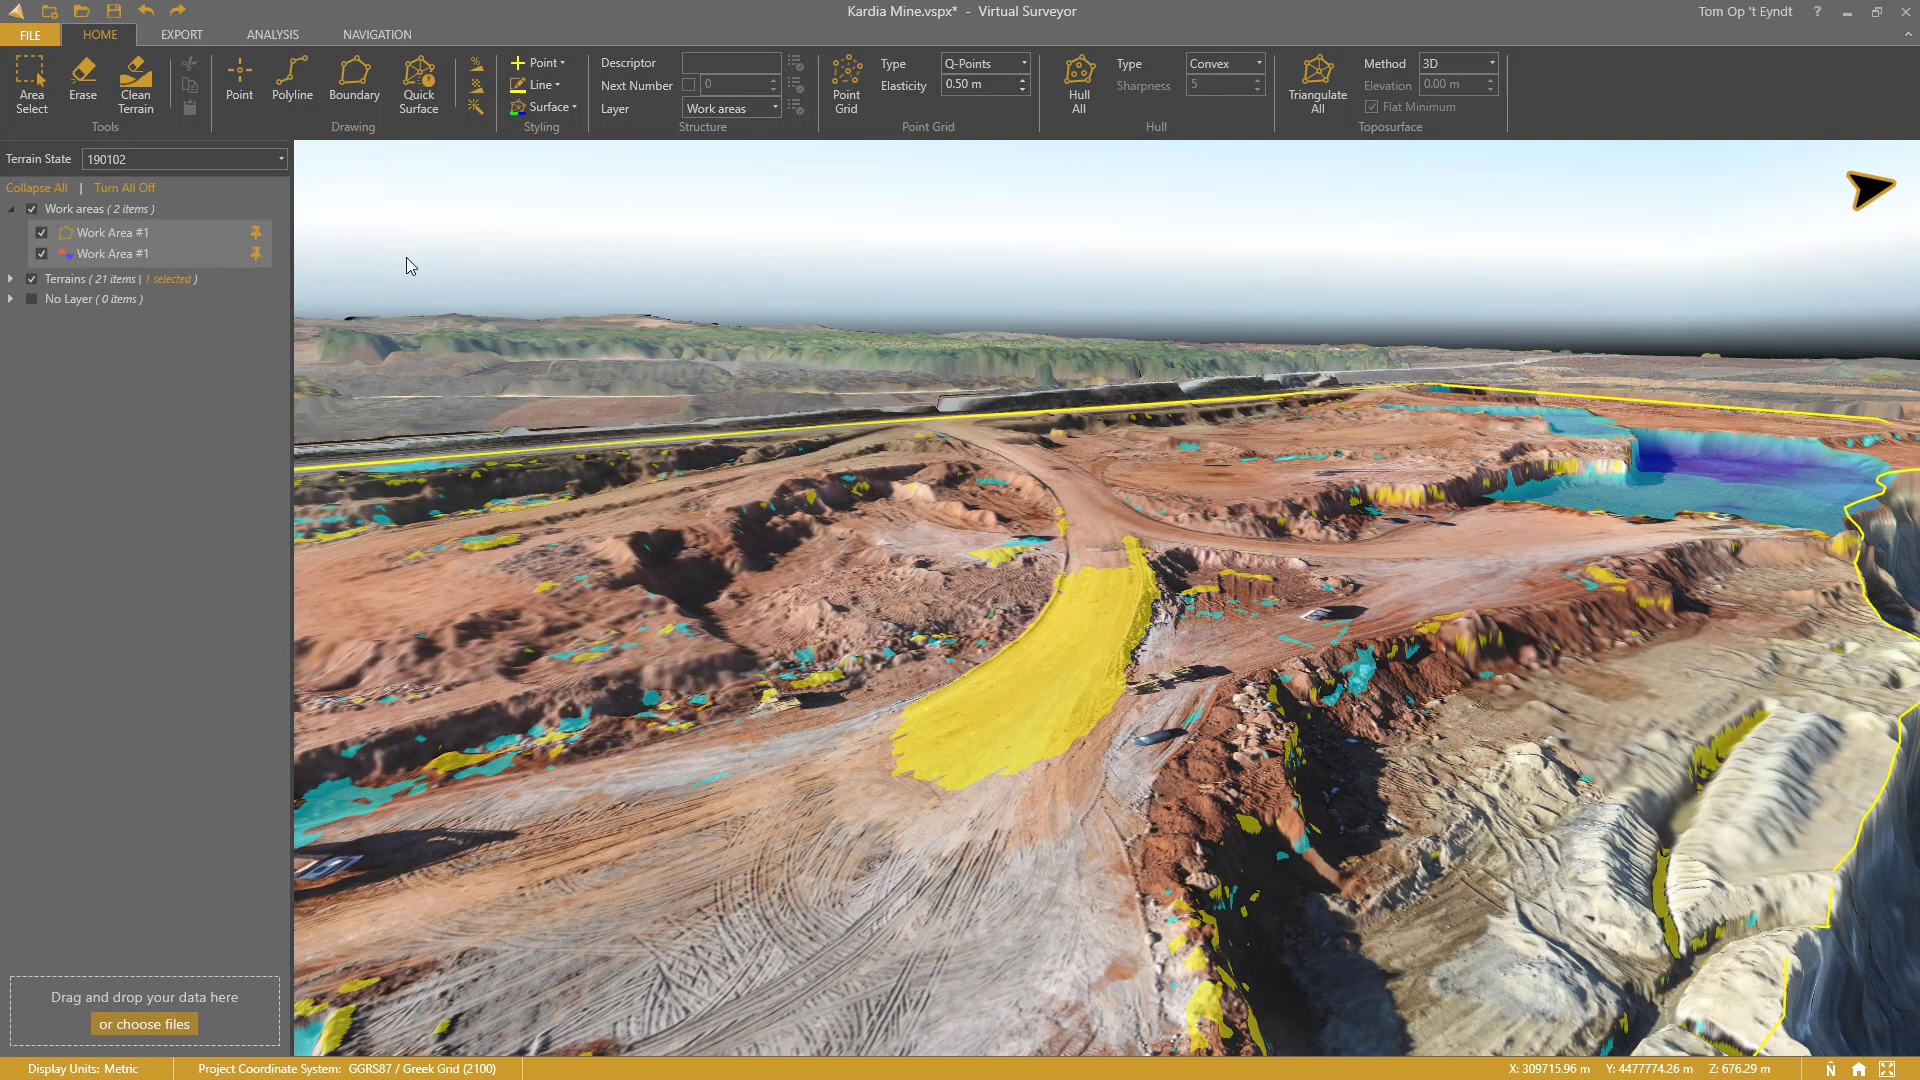 Kardia Mine.vspx* - Virtual Surveyor
Tom Op 't Eyndt ?
FILE HOME EXPORT ANALYSIS NAVIGATION
Area Select
Erase
Clean Terrain
Tools
Point
Polyline
Boundary
Quick Surface
Drawing
Point
Line
Surface
Styling
Descriptor
Next Number 0
Layer Work areas
Structure
Point Grid
Type Q-Points
Elasticity 0.50 m
Point Grid
Hull All
Type Convex
Sharpness 5
Hull
Triangulate All
Method 3D
Elevation 0.00 m
Flat Minimum
Toposurface
Terrain State 190102
Collapse All | Turn All Off
Work areas ( 2 items )
Work Area #1
Work Area #1
Terrains ( 21 items | 1 selected )
No Layer ( 0 items )
Drag and drop your data here
or choose files
Display Units: Metric
Project Coordinate System: GGRS87 / Greek Grid (2100)
X: 309715.96 m Y: 4477774.26 m Z: 676.29 m